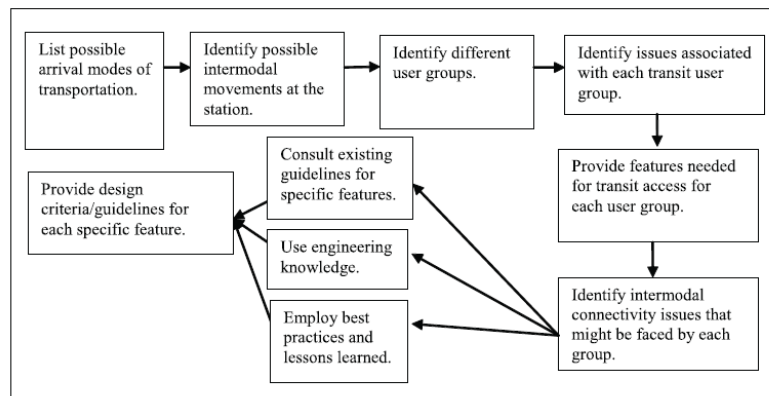 List possible
arrival modes of
transportation.
Identify possible
intermodal
movements at the
station.
Identify different
user groups.
Identify issues associated
with each transit user
group.
Provide features needed
for transit access for
each user group.
Identify intermodal
connectivity issues that
might be faced by each
group.
Consult existing
guidelines for
specific features.
Use engineering
knowledge.
Employ best
practices and
lessons learned.
Provide design
criteria/guidelines for
each specific feature.